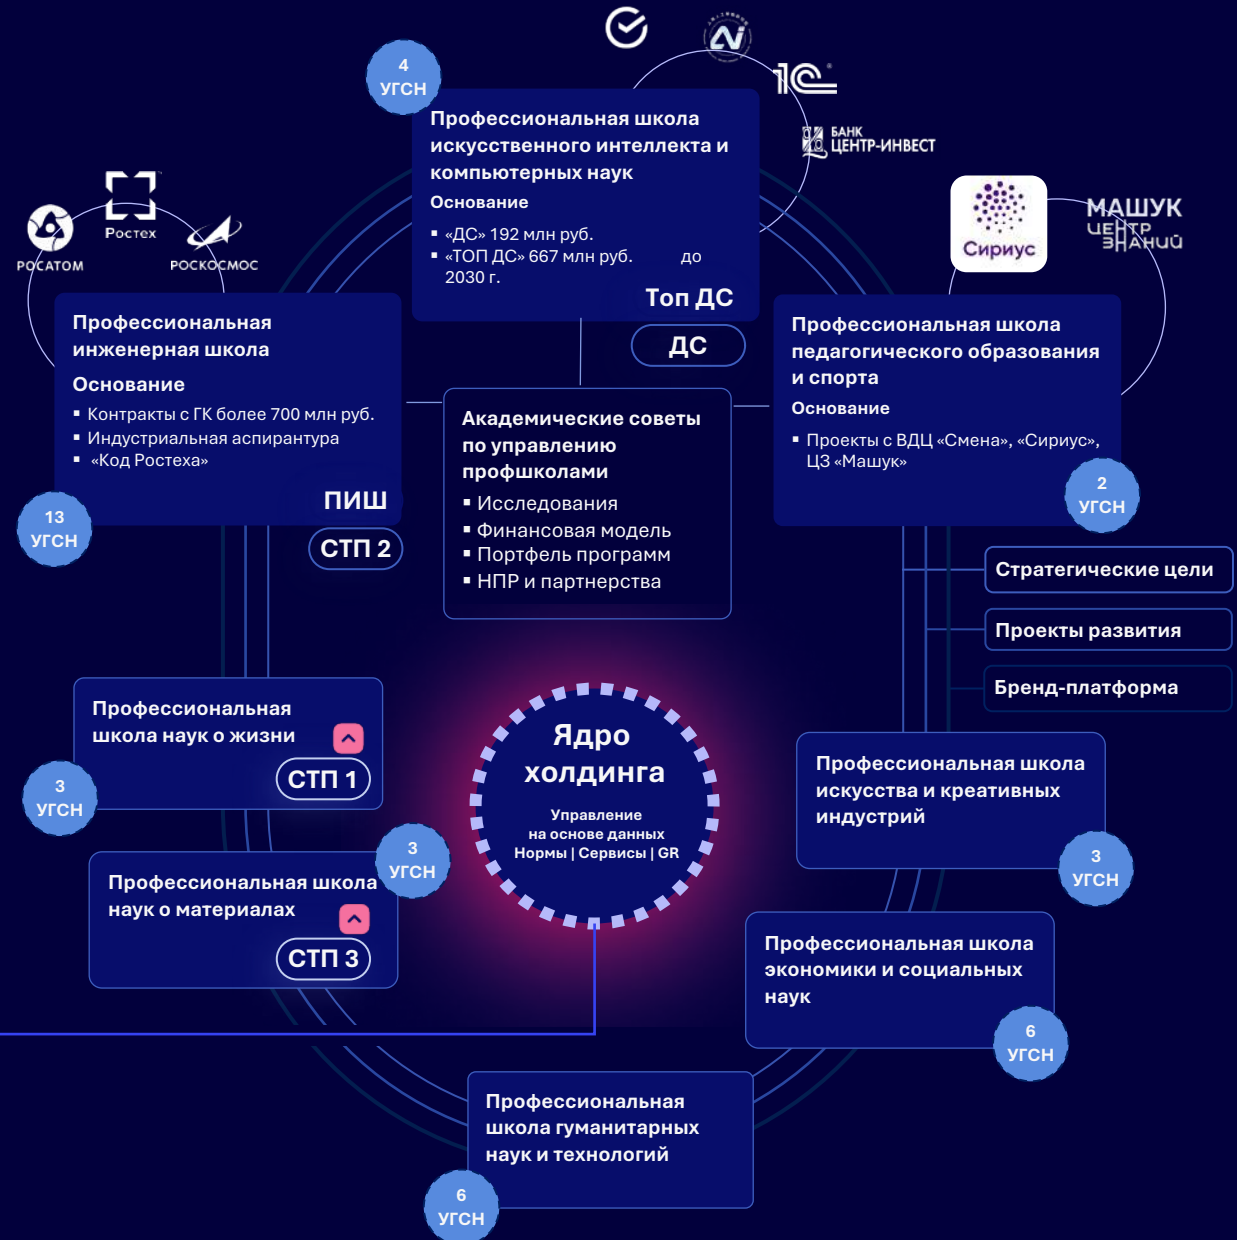 4
УГСН
Профессиональная школа
искусственного интеллекта и
компьютерных наук
Основание
▪ «ДС» 192 млн руб.
▪ «ТОП ДС» 667 млн руб. до
2030 г.
Топ ДС
ДС
1С
БАНК
ЦЕНТР-ИНВЕСТ
РОСАТОМ
Ростех
РОСКОСМОС
Профессиональная
инженерная школа
Основание
▪ Контракты с ГК более 700 млн руб.
▪ Индустриальная аспирантура
▪ «Код Ростеха»
ПИШ
СТП 2
13
УГСН
Академические советы
по управлению
профшколами
▪ Исследования
▪ Финансовая модель
▪ Портфель программ
▪ НПР и партнерства
Сириус
МАШУК
ЦЕНТР
ЗНАНИЙ
Профессиональная школа
педагогического образования
и спорта
Основание
▪ Проекты с ВДЦ «Смена», «Сириус»,
ЦЗ «Машук»
2
УГСН
Стратегические цели
Проекты развития
Бренд-платформа
Профессиональная
школа наук о жизни
СТП 1
3
УГСН
Профессиональная школа
наук о материалах
СТП 3
3
УГСН
Ядро
холдинга
Управление
на основе данных
Нормы | Сервисы | GR
Профессиональная школа
искусства и креативных
индустрий
3
УГСН
Профессиональная школа
экономики и социальных
наук
6
УГСН
Профессиональная
школа гуманитарных
наук и технологий
6
УГСН